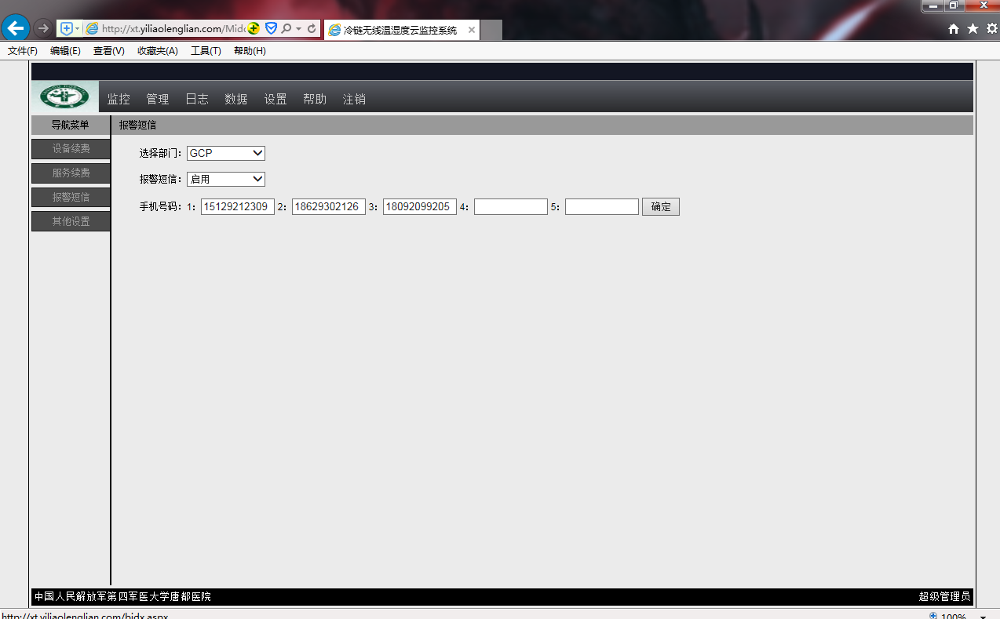 http://xt.yiliaolenglian.com/Mid
冷链无线温湿度云监控系统
文件(F) 编辑(E) 查看(V) 收藏夹(A) 工具(T) 帮助(H)
监控 管理 日志 数据 设置 帮助 注销
导航菜单
报警短信
设备续费
服务续费
报警短信
其他设置
选择部门： GCP
报警短信： 启用
手机号码： 1： 15129212309 2： 18629302126 3： 18092099205 4： 5： 确定
中国人民解放军第四军医大学唐都医院
超级管理员
http://xt.yiliaolenglian.com/bjdx.aspx
100%